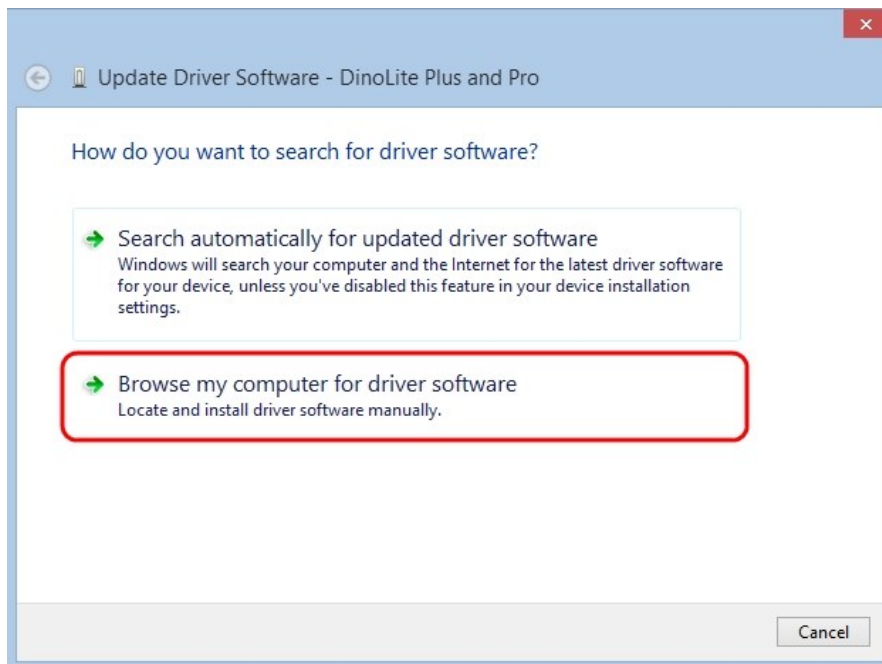 Update Driver Software - DinoLite Plus and Pro
How do you want to search for driver software?
Search automatically for updated driver software
Windows will search your computer and the Internet for the latest driver software
for your device, unless you've disabled this feature in your device installation
settings.
Browse my computer for driver software
Locate and install driver software manually.
Cancel